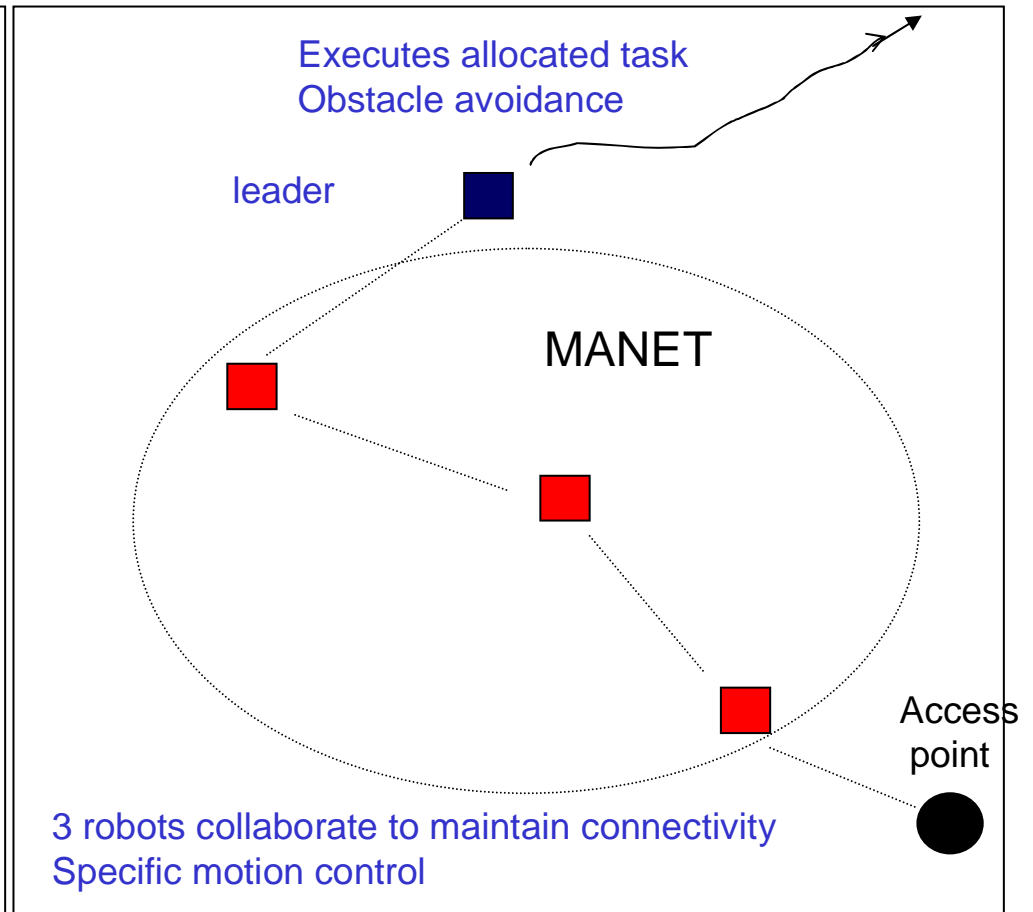 Executes allocated task
Obstacle avoidance
leader
MANET
Access
point
3 robots collaborate to maintain connectivity
Specific motion control